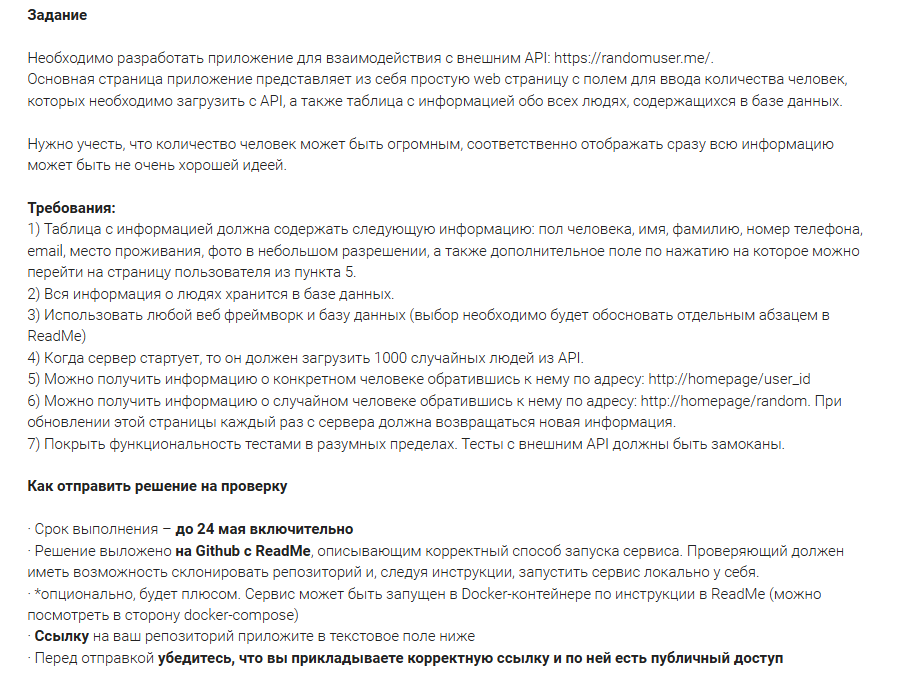 Задание
Необходимо разработать приложение для взаимодействия с внешним API: https://randomuser.me/.
Основная страница приложение представляет из себя простую web страницу с полем для ввода количества человек,
которых необходимо загрузить с API, а также таблица с информацией обо всех людях, содержащихся в базе данных.
Нужно учесть, что количество человек может быть огромным, соответственно отображать сразу всю информацию
может быть не очень хорошей идеей.
Требования:
1) Таблица с информацией должна содержать следующую информацию: пол человека, имя, фамилию, номер телефона,
email, место проживания, фото в небольшом разрешении, а также дополнительное поле по нажатию на которое можно
перейти на страницу пользователя из пункта 5.
2) Вся информация о людях хранится в базе данных.
3) Использовать любой веб фреймворк и базу данных (выбор необходимо будет обосновать отдельным абзацем в
ReadMe)
4) Когда сервер стартует, то он должен загрузить 1000 случайных людей из API.
5) Можно получить информацию о конкретном человеке обратившись к нему по адресу: http://homepage/user_id
6) Можно получить информацию о случайном человеке обратившись к нему по адресу: http://homepage/random. При
обновлении этой страницы каждый раз с сервера должна возвращаться новая информация.
7) Покрыть функциональность тестами в разумных пределах. Тесты с внешним API должны быть замоканы.
Как отправить решение на проверку
· Срок выполнения – до 24 мая включительно
· Решение выложено на Github с ReadMe, описывающим корректный способ запуска сервиса. Проверяющий должен
иметь возможность склонировать репозиторий и, следуя инструкции, запустить сервис локально у себя.
· *опционально, будет плюсом. Сервис может быть запущен в Docker-контейнере по инструкции в ReadMe (можно
посмотреть в сторону docker-compose)
· Ссылку на ваш репозиторий приложите в текстовое поле ниже
· Перед отправкой убедитесь, что вы прикладываете корректную ссылку и по ней есть публичный доступ